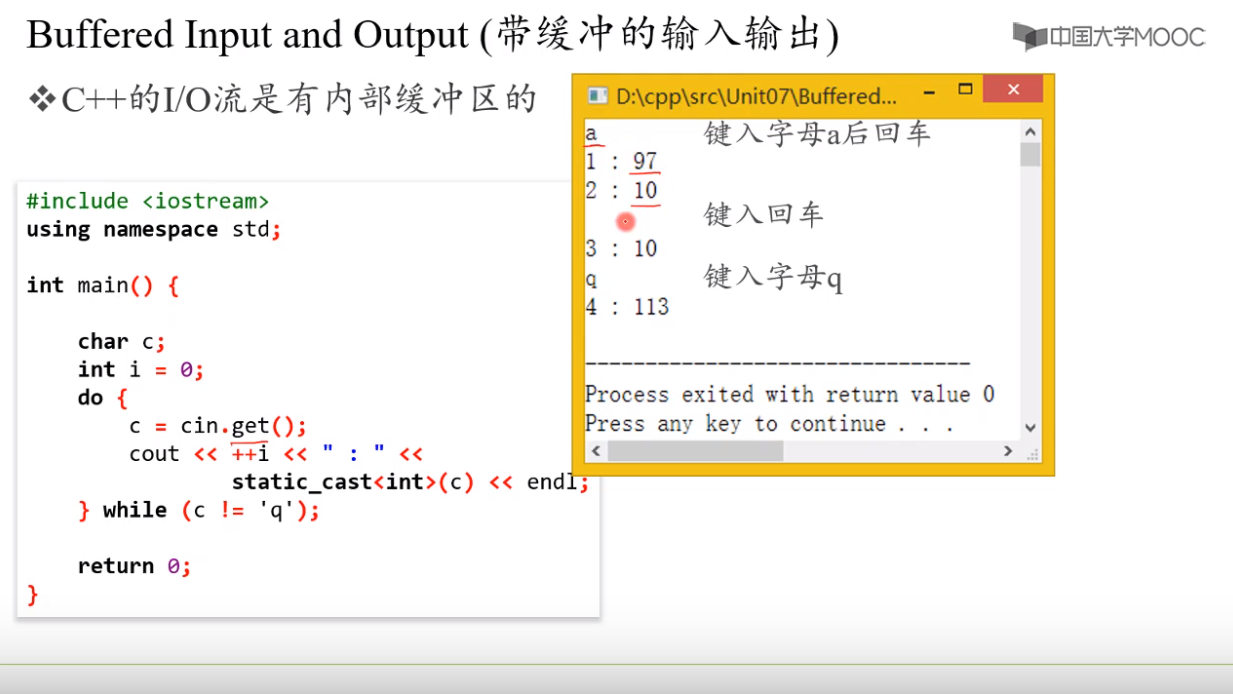 Buffered Input and Output (带缓冲的输入输出)
中国大学MOOC
❖C++的I/O流是有内部缓冲区的
#include <iostream>
using namespace std;
int main() {
char c;
int i = 0;
do {
c = cin.get();
cout << ++i << " : " <<
static_cast<int>(c) << endl;
} while (c != 'q');
return 0;
}
D:\cpp\src\Unit07\Buffered...
a 键入字母a后回车
1 : 97
2 : 10
键入回车
3 : 10
q 键入字母q
4 : 113
--------------------------------
Process exited with return value 0
Press any key to continue . . .